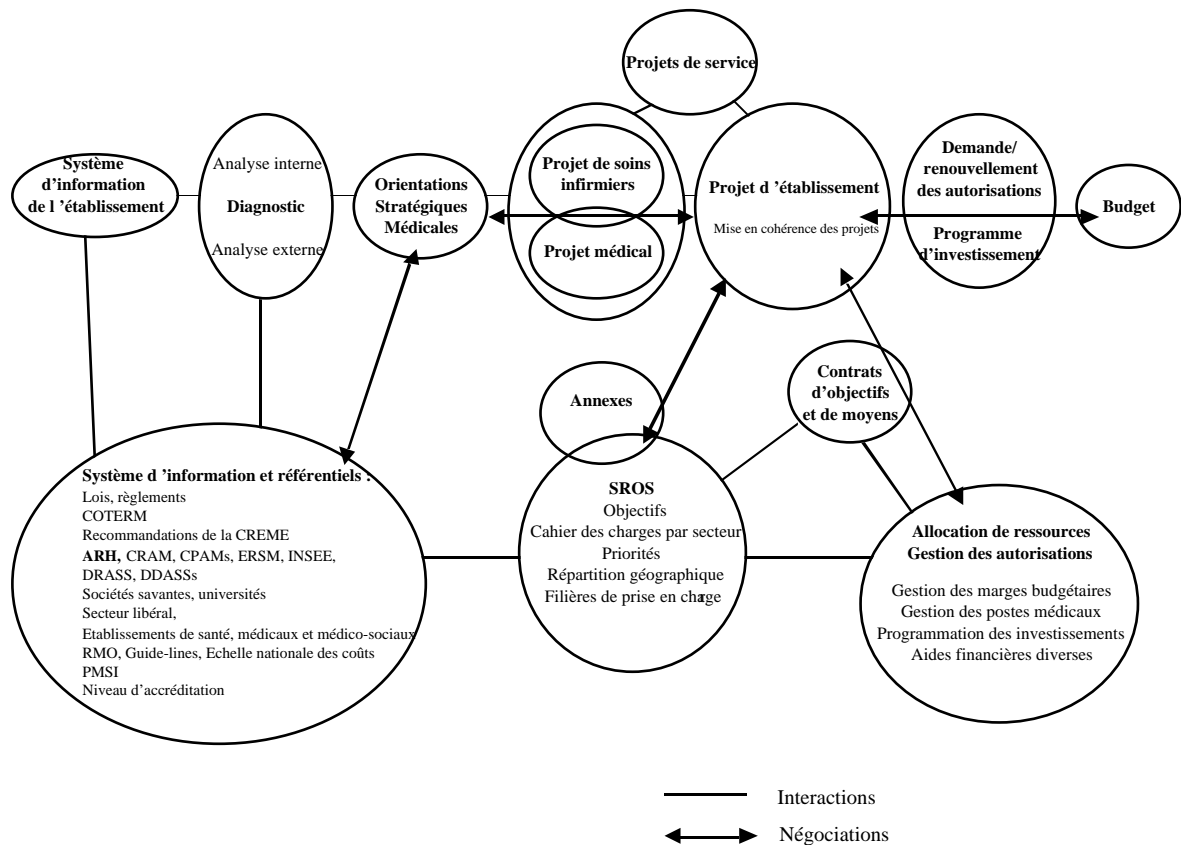 Projets de service
Système
d'information
de l ’établissement
Analyse interne
Diagnostic
Analyse externe
Orientations
Stratégiques
Médicales
Projet de soins
infirmiers
Projet médical
Projet d ’établissement
Mise en cohérence des projets
Demande/
renouvellement
des autorisations
Programme
d’investissement
Budget
Annexes
Contrats
d’objectifs
et de moyens
Système d ’information et référentiels :
Lois, règlements
COTERM
Recommandations de la CREME
ARH, CRAM, CPAMs, ERSM, INSEE,
DRASS, DDASSs
Sociétés savantes, universités
Secteur libéral,
Etablissements de santé, médicaux et médico-sociaux
RMO, Guide-lines, Echelle nationale des coûts
PMSI
Niveau d’accréditation
SROS
Objectifs
Cahier des charges par secteur
Priorités
Répartition géographique
Filières de prise en charge
Allocation de ressources
Gestion des autorisations
Gestion des marges budgétaires
Gestion des postes médicaux
Programmation des investissements
Aides financières diverses
Interactions
Négociations